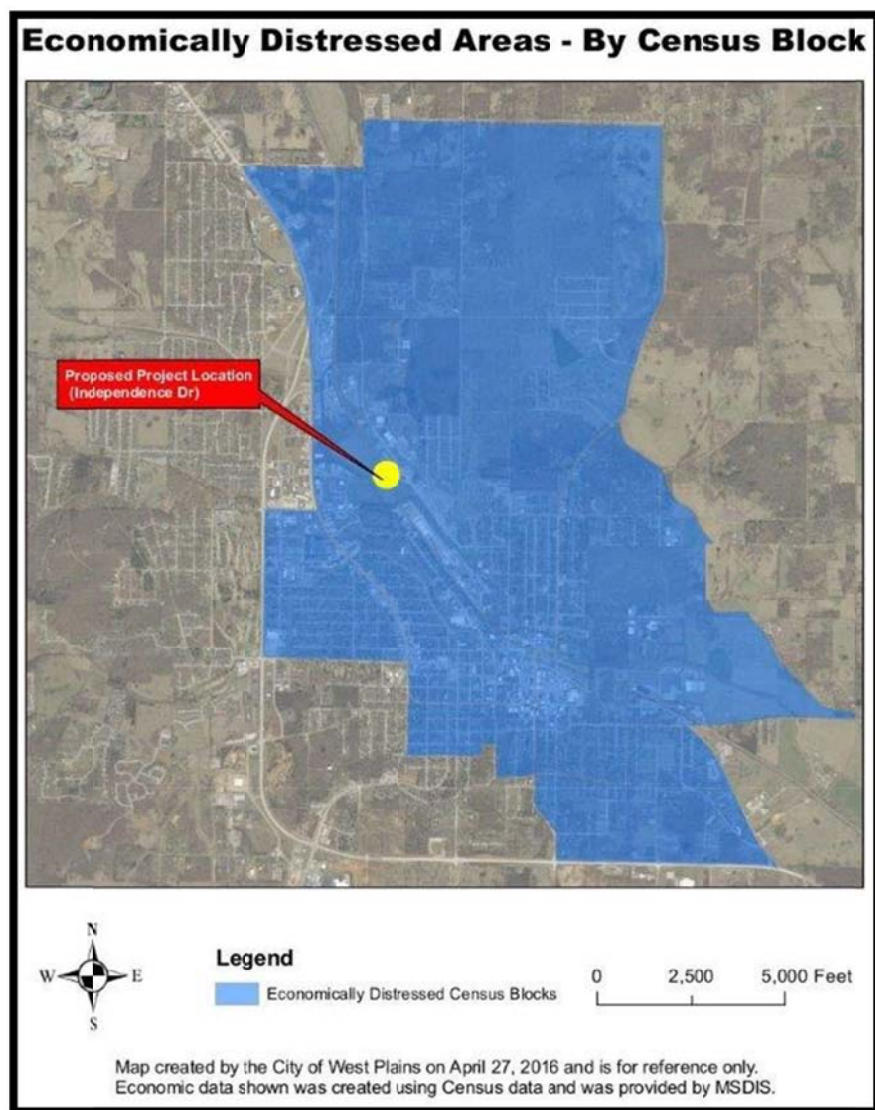 Economically Distressed Areas - By Census Block
Proposed Project Location
(Independence Dr)
N
W E
S
Legend
Economically Distressed Census Blocks
0 2,500 5,000 Feet
Map created by the City of West Plains on April 27, 2016 and is for reference only.
Economic data shown was created using Census data and was provided by MSDIS.